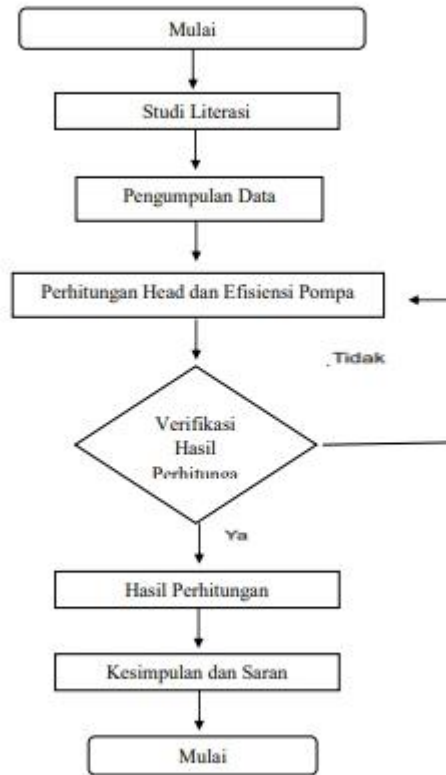 Mulai
Studi Literasi
Pengumpulan Data
Perhitungan Head dan Efisiensi Pompa
.Tidak
Verifikasi
Hasil
Perhitunga
Ya
Hasil Perhitungan
Kesimpulan dan Saran
Mulai